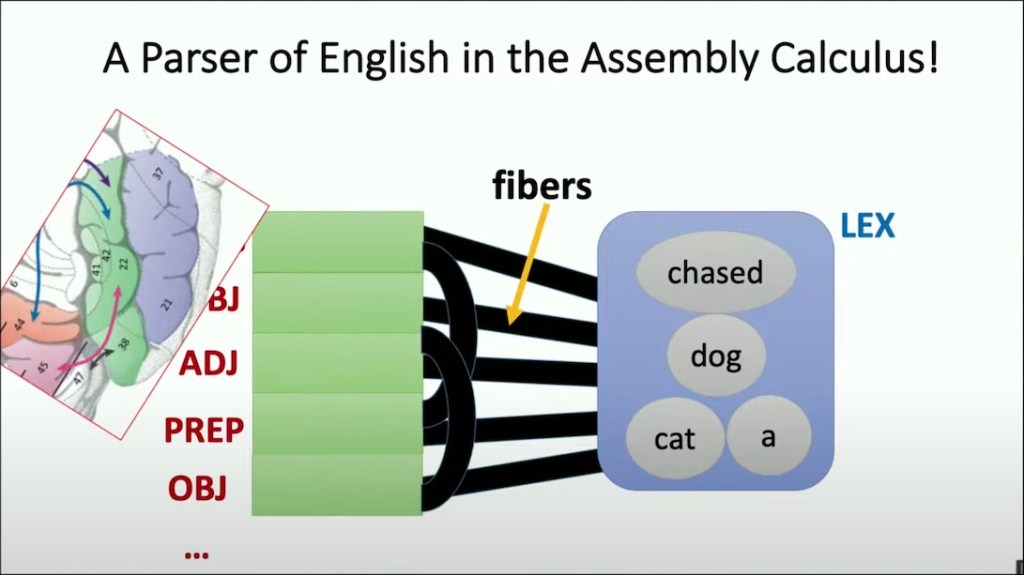 A Parser of English in the Assembly Calculus!
fibers
LEX
37
chased
42
41
22
6
BJ
21
44
dog
ADJ
38
45
47
PREP
cat
a
OBJ
...